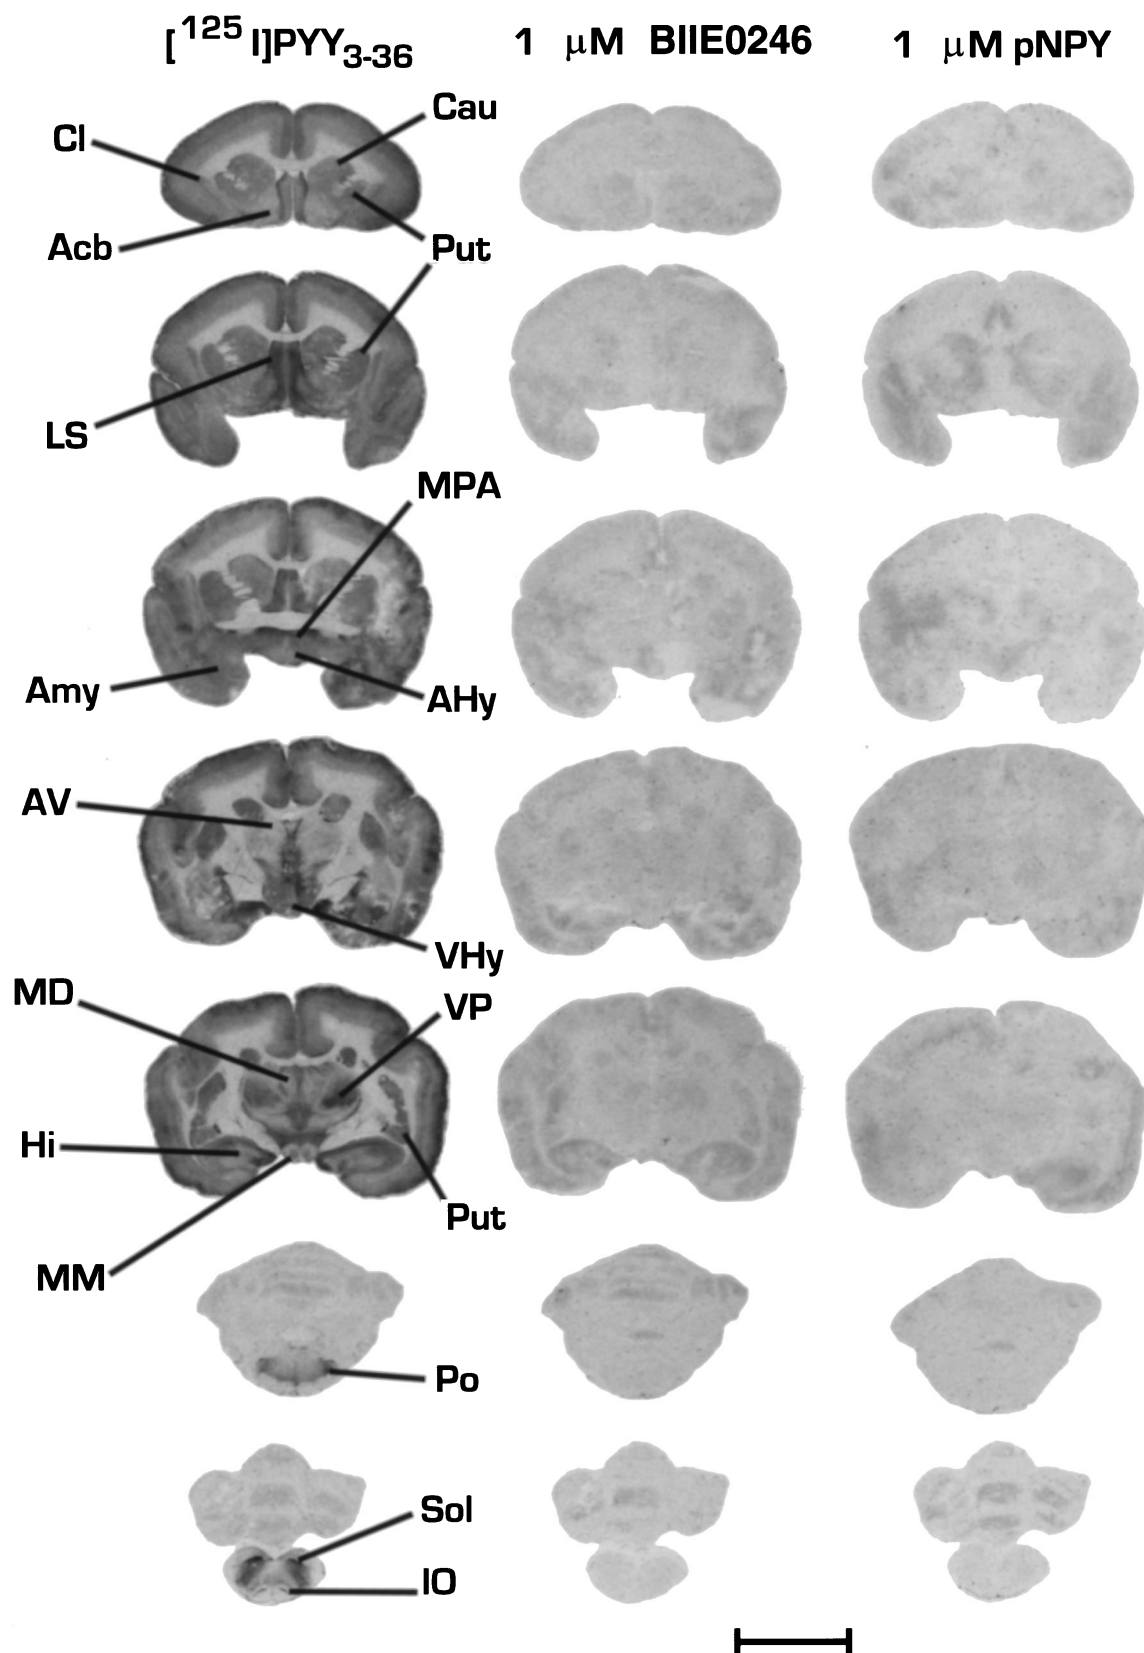 [¹²⁵ I]PYY₃₋₃₆ 1 μM BIIE0246 1 μM pNPY
Cl Cau
Acb Put
LS
MPA
Amy AHy
AV
VHy
MD VP
Hi
Put
MM
Po
Sol
IO